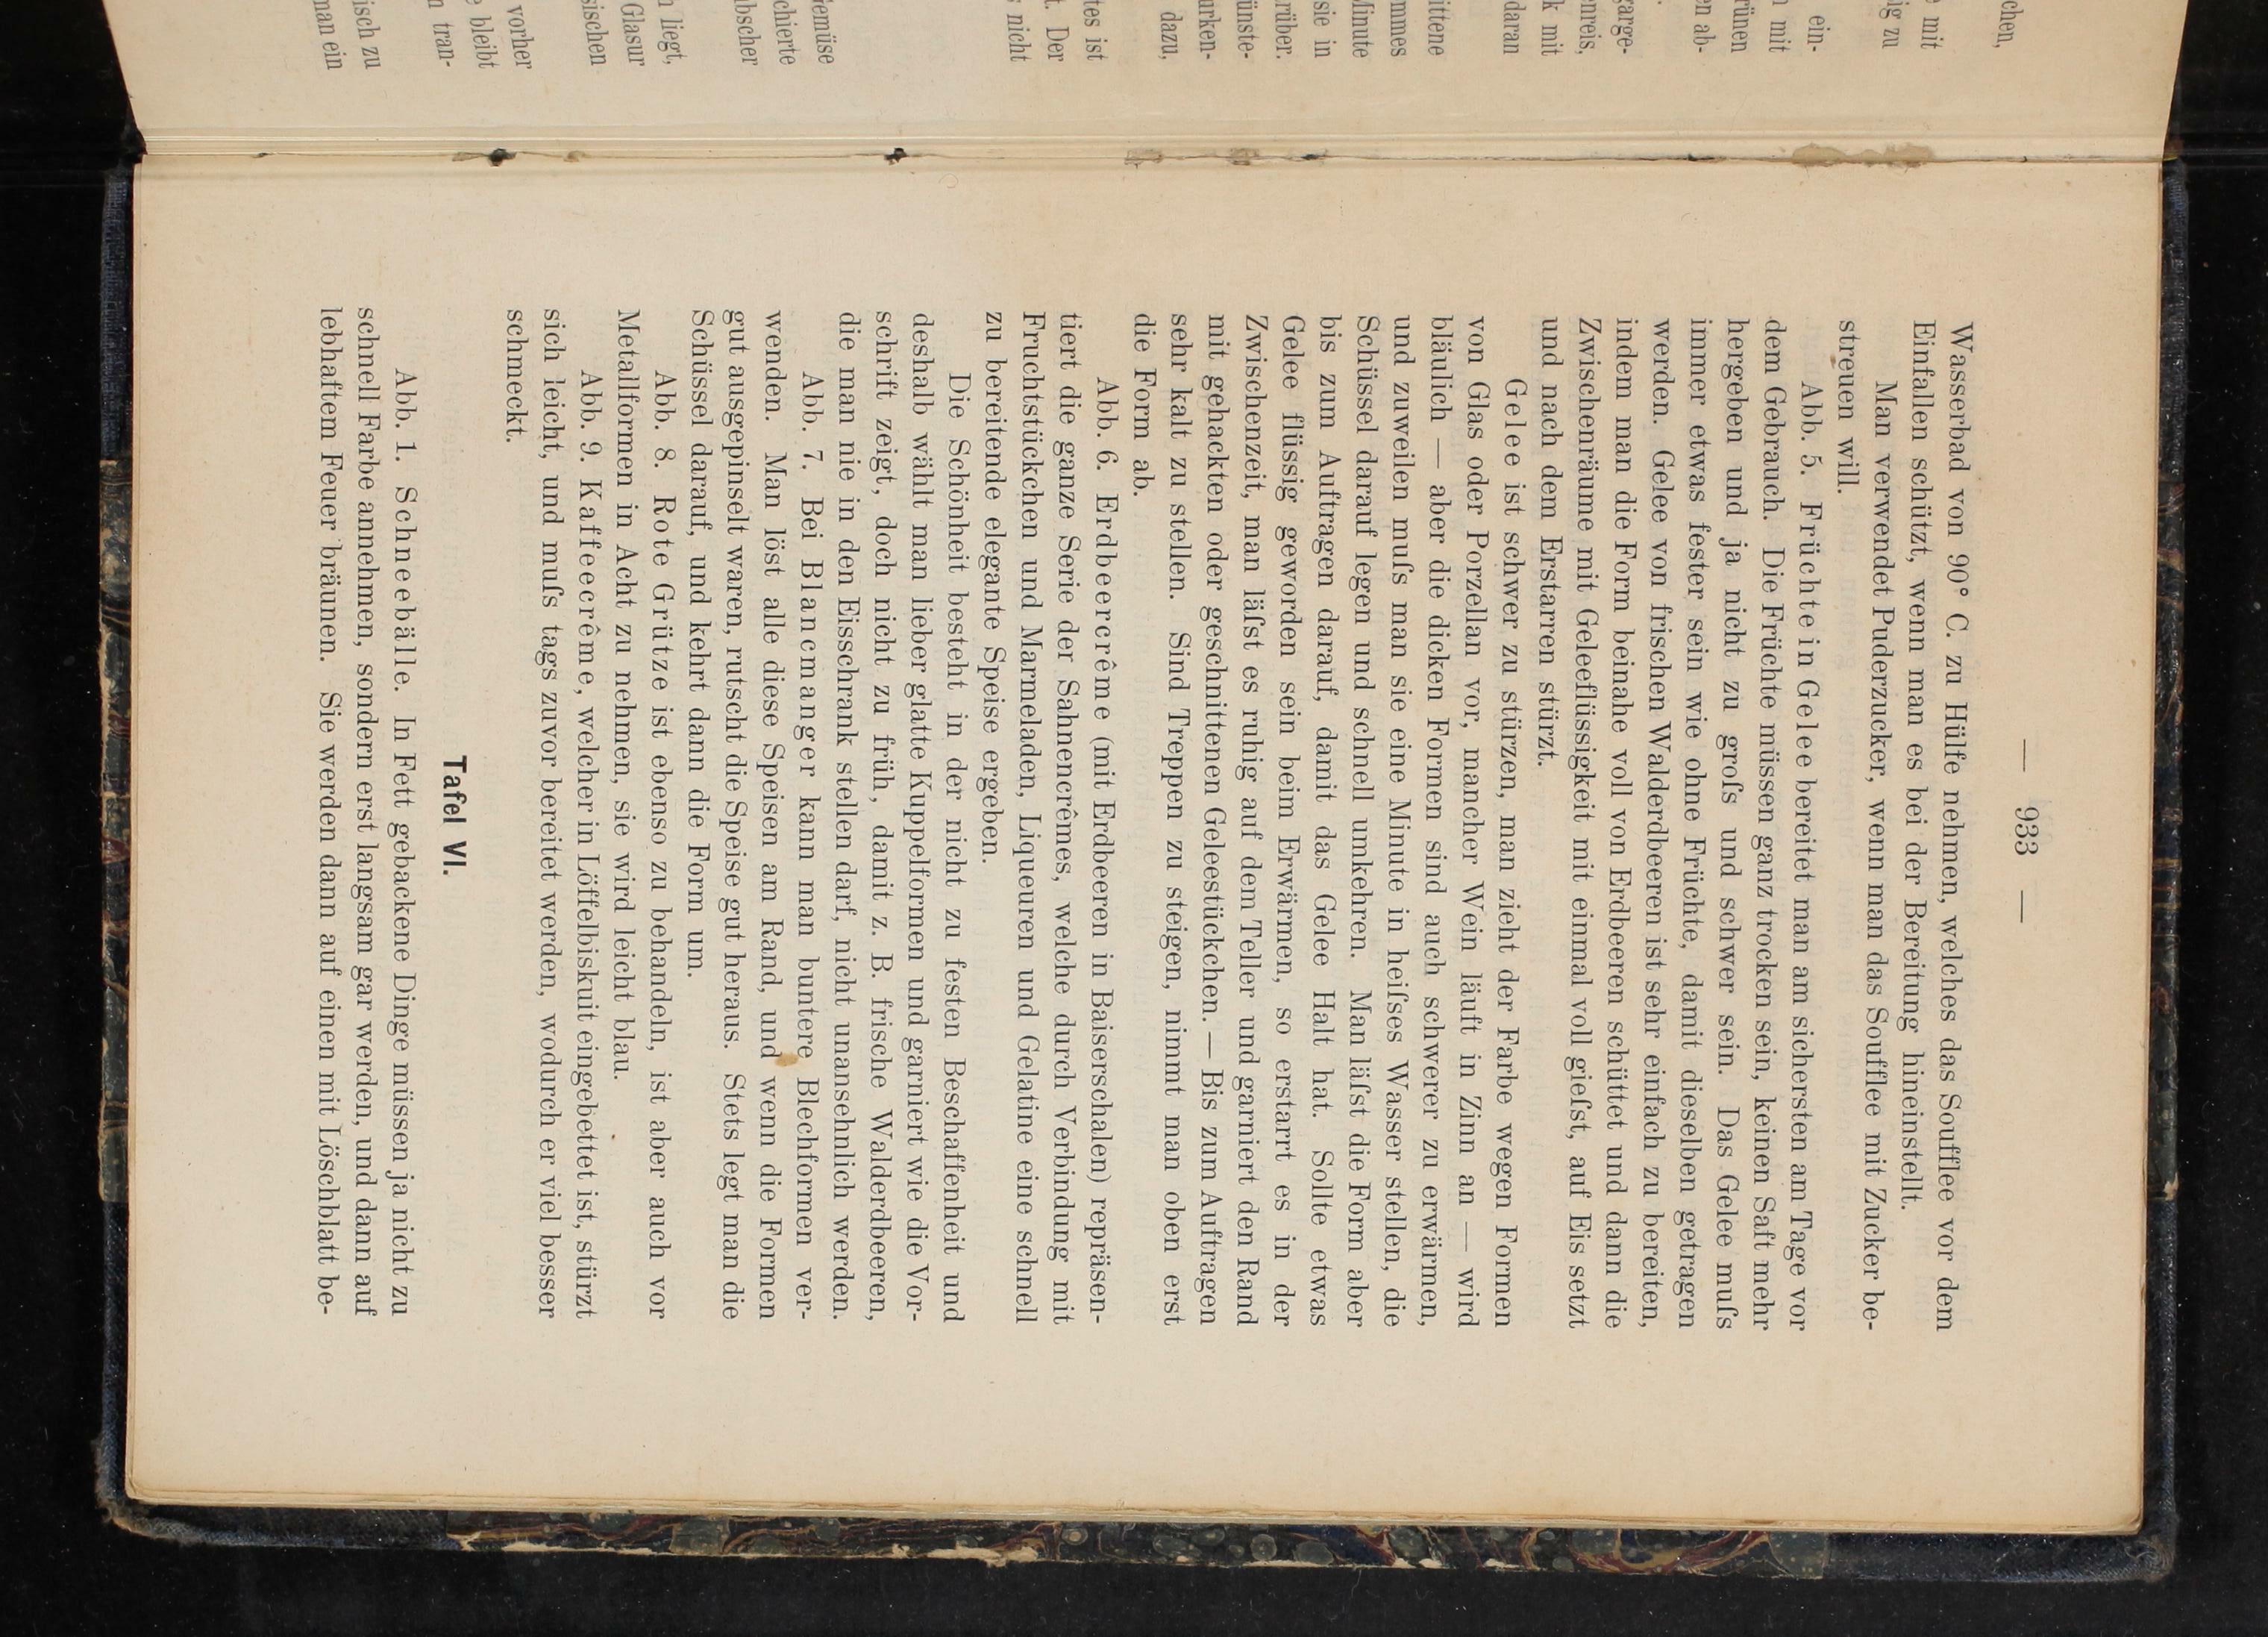 — 933 —
Wasserbad von 90° C. zu Hülfe nehmen, welches das Soufflee vor dem
Einfallen schützt, wenn man es bei der Bereitung hineinstellt.
Man verwendet Puderzucker, wenn man das Soufflee mit Zucker be-
streuen will.
Abb. 5. Früchte in Gelee bereitet man am sichersten am Tage vor
dem Gebrauch. Die Früchte müssen ganz trocken sein, keinen Saft mehr
hergeben und ja nicht zu groſs und schwer sein. Das Gelee muſs
immer etwas fester sein wie ohne Früchte, damit dieselben getragen
werden. Gelee von frischen Walderdbeeren ist sehr einfach zu bereiten,
indem man die Form beinahe voll von Erdbeeren schüttet und dann die
Zwischenräume mit Geleeflüssigkeit mit einmal voll gieſst, auf Eis setzt
und nach dem Erstarren stürzt.
Gelee ist schwer zu stürzen, man zieht der Farbe wegen Formen
von Glas oder Porzellan vor, mancher Wein läuft in Zinn an — wird
bläulich — aber die dicken Formen sind auch schwerer zu erwärmen,
und zuweilen muſs man sie eine Minute in heiſses Wasser stellen, die
Schüssel darauf legen und schnell umkehren. Man läſst die Form aber
bis zum Auftragen darauf, damit das Gelee Halt hat. Sollte etwas
Gelee flüssig geworden sein beim Erwärmen, so erstarrt es in der
Zwischenzeit, man läſst es ruhig auf dem Teller und garniert den Rand
mit gehackten oder geschnittenen Geleestückchen. — Bis zum Auftragen
sehr kalt zu stellen. Sind Treppen zu steigen, nimmt man oben erst
die Form ab.
Abb. 6. Erdbeercrême (mit Erdbeeren in Baiserschalen) repräsen-
tiert die ganze Serie der Sahnencrêmes, welche durch Verbindung mit
Fruchtstückchen und Marmeladen, Liqueuren und Gelatine eine schnell
zu bereitende elegante Speise ergeben.
Die Schönheit besteht in der nicht zu festen Beschaffenheit und
deshalb wählt man lieber glatte Kuppelformen und garniert wie die Vor-
schrift zeigt, doch nicht zu früh, damit z. B. frische Walderdbeeren,
die man nie in den Eisschrank stellen darf, nicht unansehnlich werden.
Abb. 7. Bei Blancmanger kann man buntere Blechformen ver-
wenden. Man löst alle diese Speisen am Rand, und wenn die Formen
gut ausgepinselt waren, rutscht die Speise gut heraus. Stets legt man die
Schüssel darauf, und kehrt dann die Form um.
Abb. 8. Rote Grütze ist ebenso zu behandeln, ist aber auch vor
Metallformen in Acht zu nehmen, sie wird leicht blau.
Abb. 9. Kaffeecrême, welcher in Löffelbiskuit eingebettet ist, stürzt
sich leicht, und muſs tags zuvor bereitet werden, wodurch er viel besser
schmeckt.
Tafel VI.
Abb. 1. Schneebälle. In Fett gebackene Dinge müssen ja nicht zu
schnell Farbe annehmen, sondern erst langsam gar werden, und dann auf
lebhaftem Feuer bräunen. Sie werden dann auf einen mit Löschblatt be-